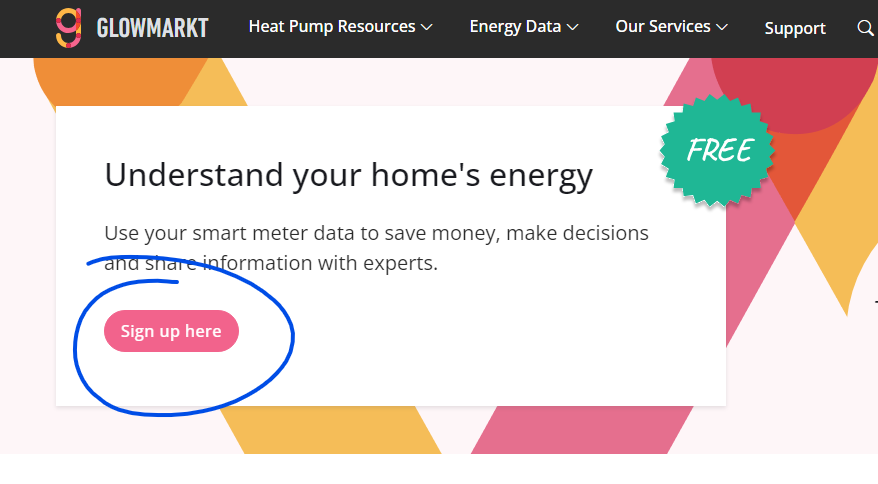 GLOWMARKT
Heat Pump Resources
Energy Data
Our Services
Support
FREE
Understand your home's energy
Use your smart meter data to save money, make decisions
and share information with experts.
Sign up here